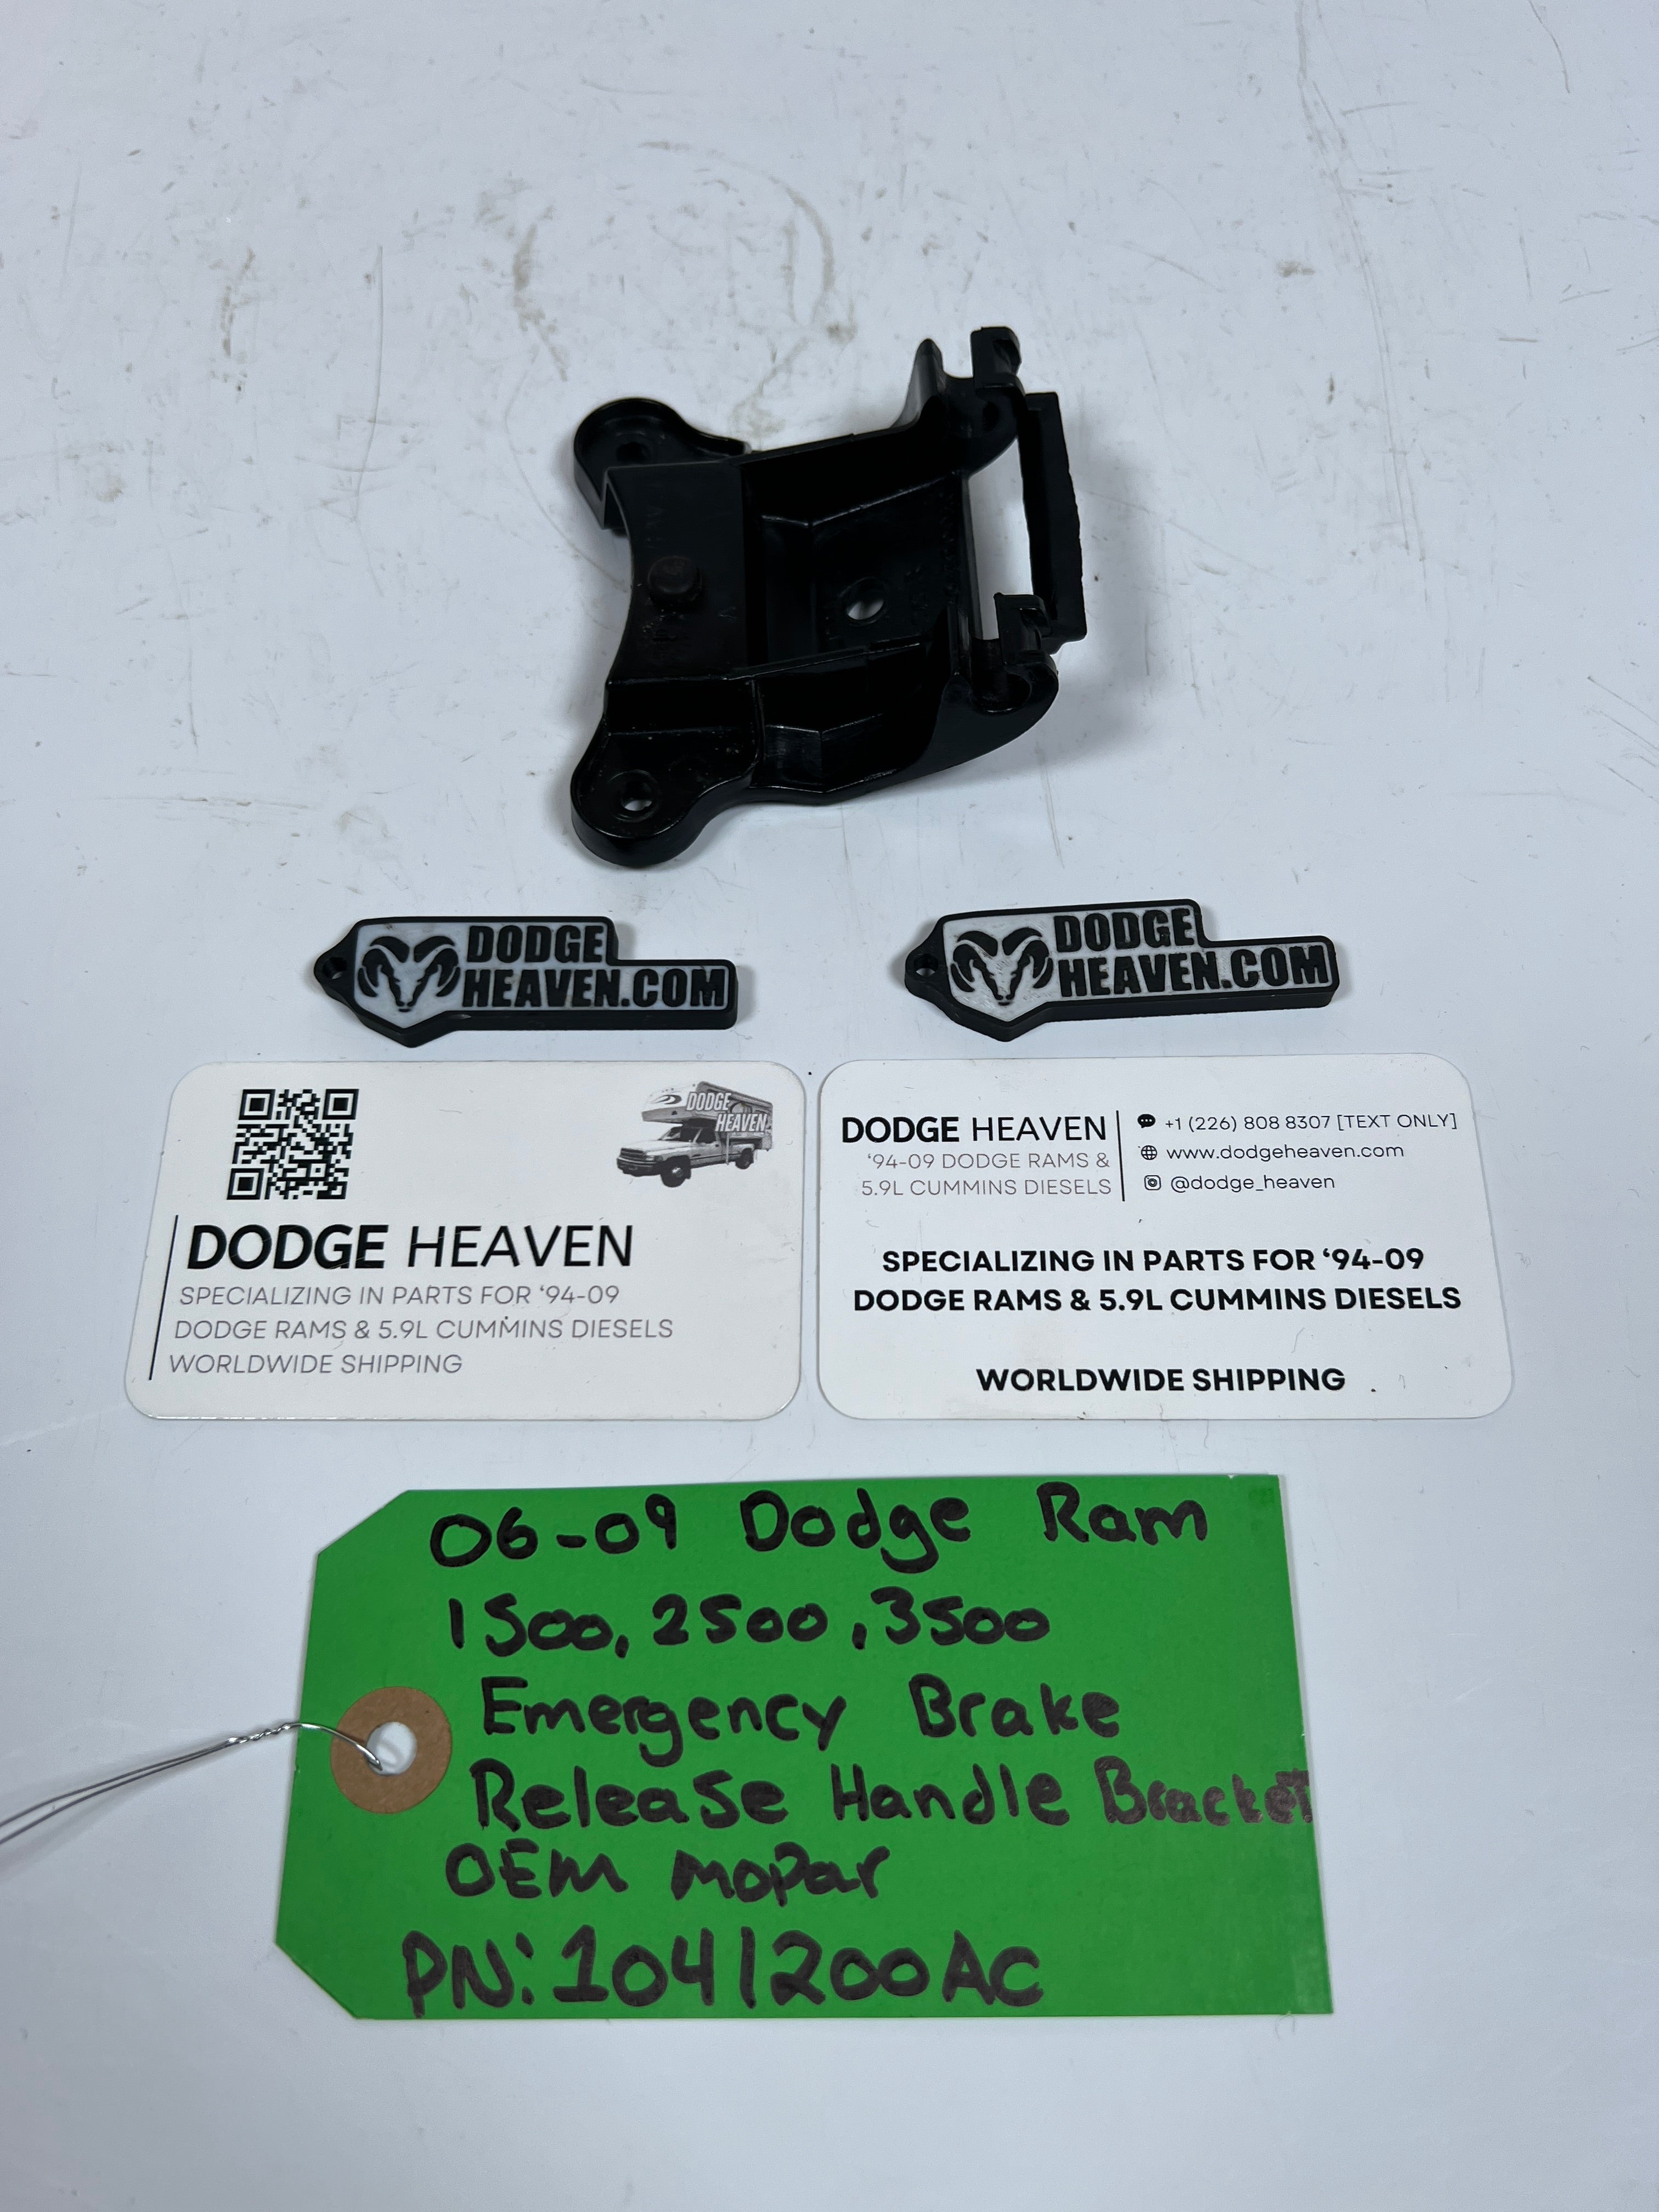 DODGE
HEAVEN.COM
DODGE
HEAVEN.COM
DODGE
HEAVEN
DODGE HEAVEN
SPECIALIZING IN PARTS FOR ‘94-09
DODGE RAMS & 5.9L CUMMINS DIESELS
WORLDWIDE SHIPPING
DODGE HEAVEN
‘94-09 DODGE RAMS &
5.9L CUMMINS DIESELS
+1 (226) 808 8307 [TEXT ONLY]
www.dodgeheaven.com
@dodge_heaven
SPECIALIZING IN PARTS FOR ‘94-09
DODGE RAMS & 5.9L CUMMINS DIESELS
WORLDWIDE SHIPPING
06-09 Dodge Ram
1500, 2500, 3500
Emergency Brake
Release Handle Bracket
OEM mopar
PN: 1041200AC